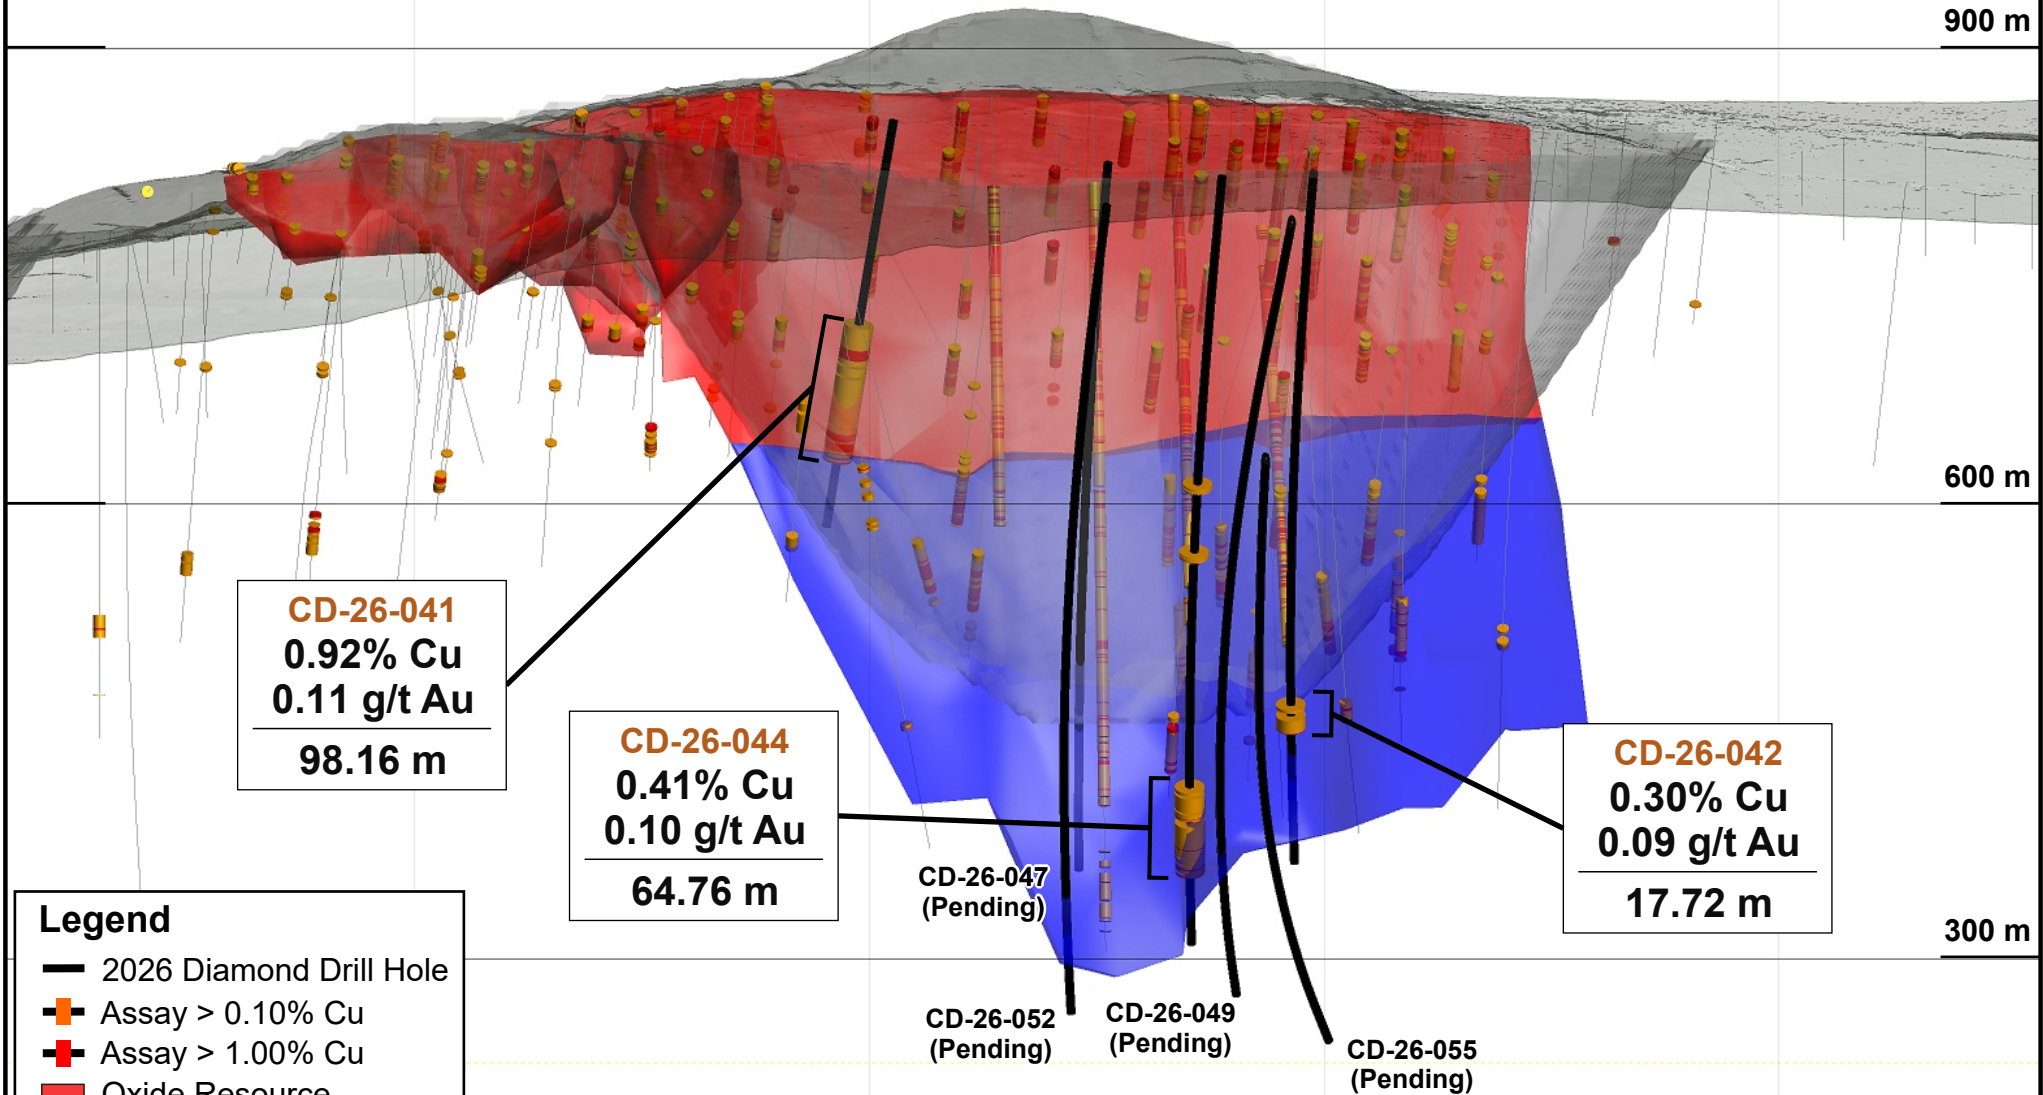 900 m
600 m
CD-26-041
0.92% Cu
0.11 g/t Au
98.16 m
CD-26-044
0.41% Cu
0.10 g/t Au
64.76 m
CD-26-042
0.30% Cu
0.09 g/t Au
17.72 m
CD-26-047
(Pending)
300 m
CD-26-052
(Pending)
CD-26-049
(Pending)
CD-26-055
(Pending)
Legend
2026 Diamond Drill Hole
Assay > 0.10% Cu
Assay > 1.00% Cu
Oxide Resource